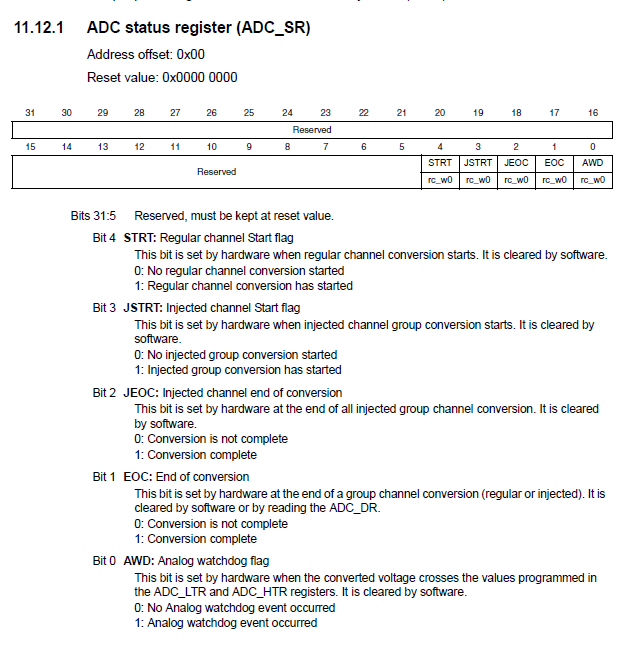 11.12.1 ADC status register (ADC_SR)
Address offset: 0x00
Reset value: 0x0000 0000
31 30 29 28 27 26 25 24 23 22 21 20 19 18 17 16
Reserved
15 14 13 12 11 10 9 8 7 6 5 4 3 2 1 0
Reserved STRT JSTRT JEOC EOC AWD
rc_w0 rc_w0 rc_w0 rc_w0 rc_w0
Bits 31:5 Reserved, must be kept at reset value.
Bit 4 STRT: Regular channel Start flag
This bit is set by hardware when regular channel conversion starts. It is cleared by software.
0: No regular channel conversion started
1: Regular channel conversion has started
Bit 3 JSTRT: Injected channel Start flag
This bit is set by hardware when injected channel group conversion starts. It is cleared by
software.
0: No injected group conversion started
1: Injected group conversion has started
Bit 2 JEOC: Injected channel end of conversion
This bit is set by hardware at the end of all injected group channel conversion. It is cleared
by software.
0: Conversion is not complete
1: Conversion complete
Bit 1 EOC: End of conversion
This bit is set by hardware at the end of a group channel conversion (regular or injected). It is
cleared by software or by reading the ADC_DR.
0: Conversion is not complete
1: Conversion complete
Bit 0 AWD: Analog watchdog flag
This bit is set by hardware when the converted voltage crosses the values programmed in
the ADC_LTR and ADC_HTR registers. It is cleared by software.
0: No Analog watchdog event occurred
1: Analog watchdog event occurred